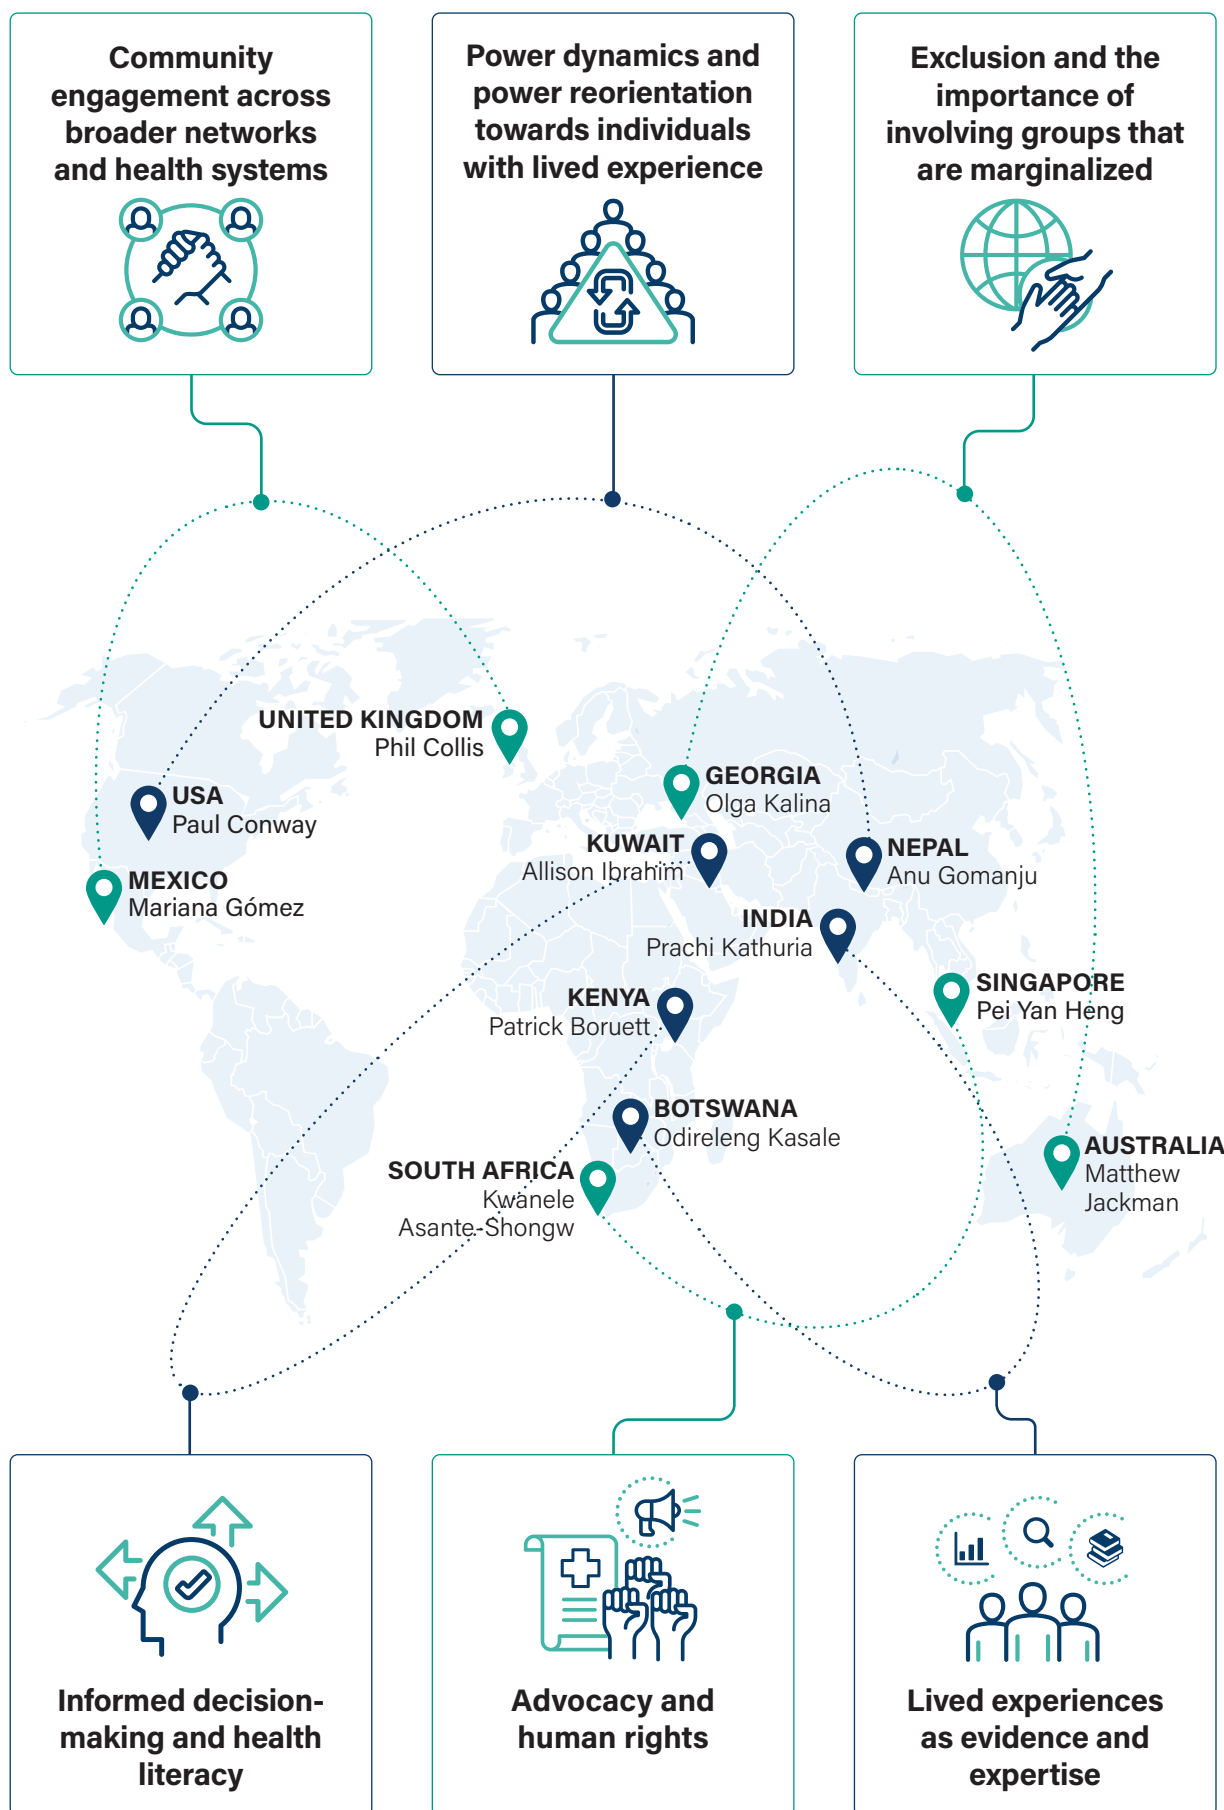 Community
engagement across
broader networks
and health systems
Power dynamics and
power reorientation
towards individuals
with lived experience
Exclusion and the
importance of
involving groups that
are marginalized
UNITED KINGDOM
Phil Collis
USA
Paul Conway
MEXICO
Mariana Gómez
GEORGIA
Olga Kalina
KUWAIT
Allison Ibrahim
NEPAL
Anu Gomanju
INDIA
Prachi Kathuria
SINGAPORE
Pei Yan Heng
KENYA
Patrick Boruett
BOTSWANA
Odireleng Kasale
SOUTH AFRICA
Kwanele
Asante-Shongw
AUSTRALIA
Matthew
Jackman
Informed decision-
making and health
literacy
Advocacy and
human rights
Lived experiences
as evidence and
expertise